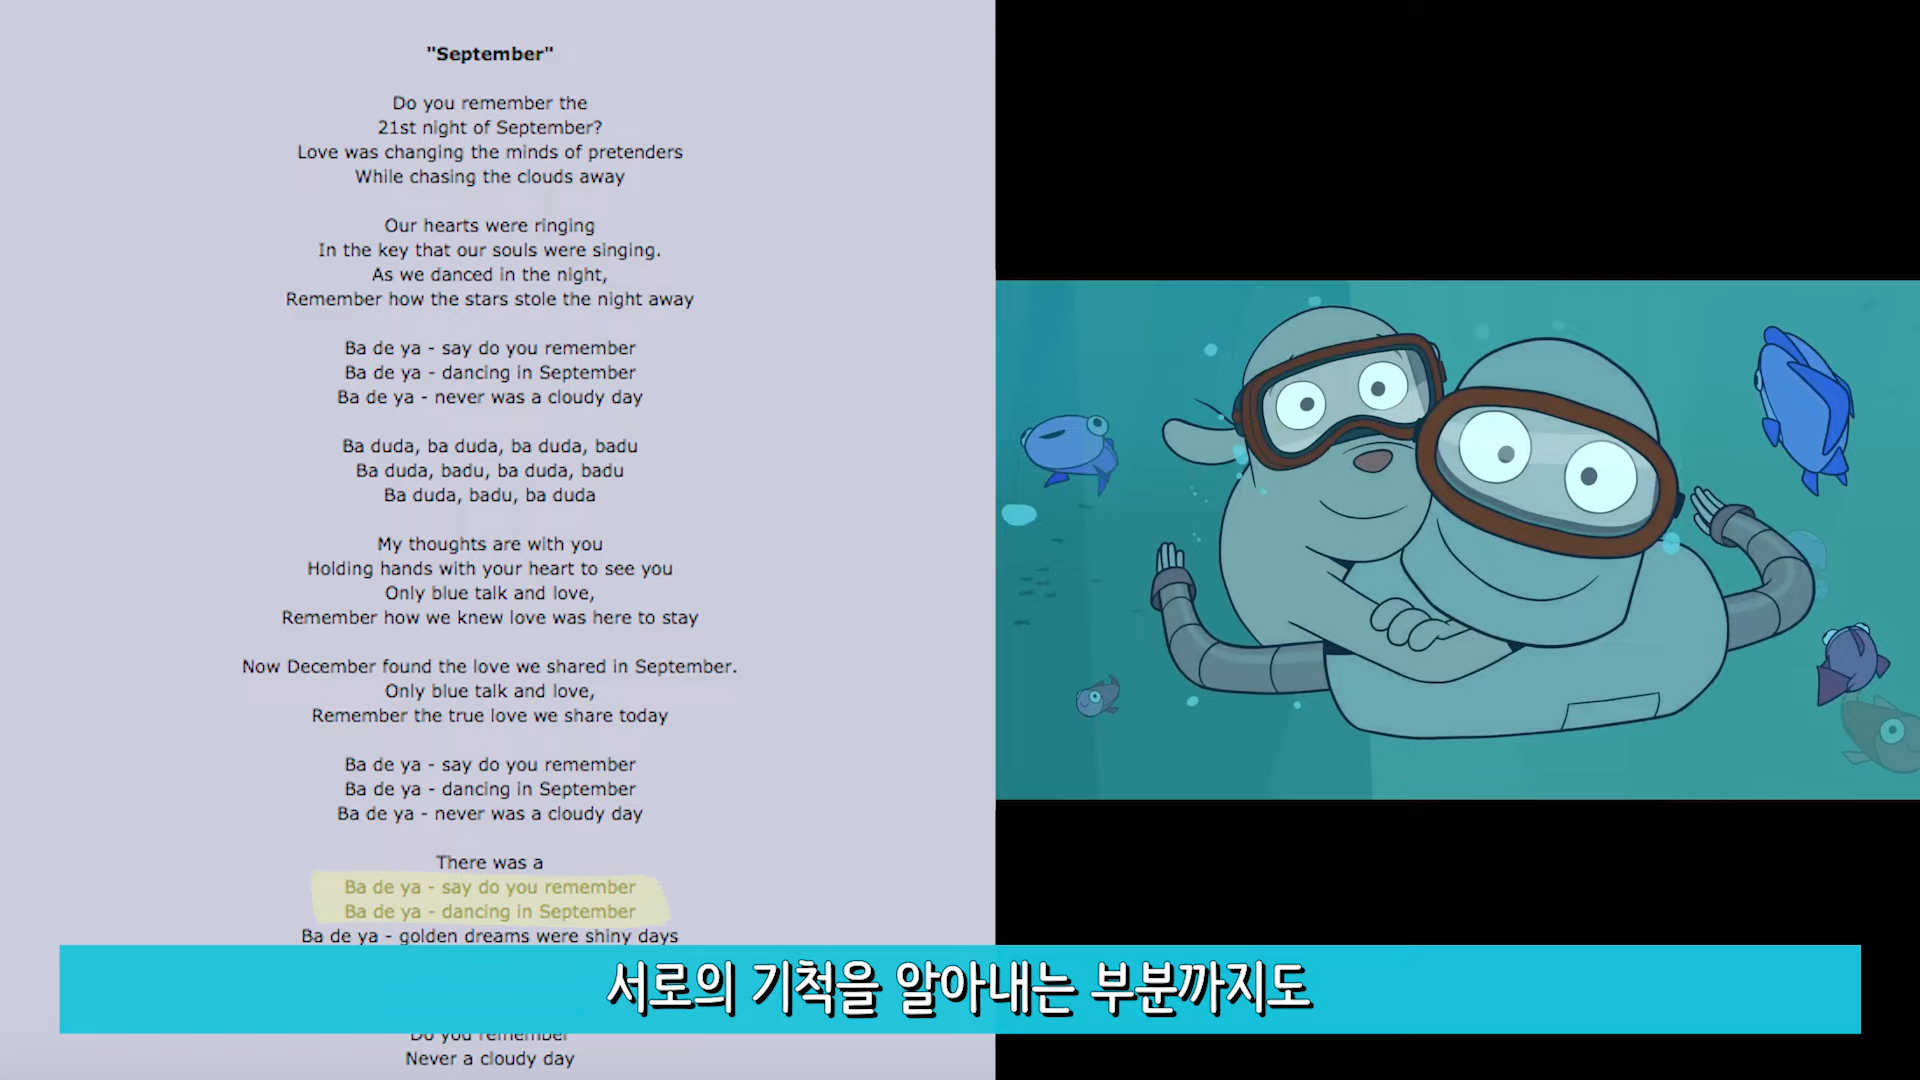 "September"
Do you remember the
21st night of September?
Love was changing the minds of pretenders
While chasing the clouds away
Our hearts were ringing
In the key that our souls were singing.
As we danced in the night,
Remember how the stars stole the night away
Ba de ya - say do you remember
Ba de ya - dancing in September
Ba de ya - never was a cloudy day
Ba duda, ba duda, ba duda, badu
Ba duda, badu, ba duda, badu
Ba duda, badu, ba duda
My thoughts are with you
Holding hands with your heart to see you
Only blue talk and love,
Remember how we knew love was here to stay
Now December found the love we shared in September.
Only blue talk and love,
Remember the true love we share today
Ba de ya - say do you remember
Ba de ya - dancing in September
Ba de ya - never was a cloudy day
There was a
Ba de ya - say do you remember
Ba de ya - dancing in September
Ba de ya - golden dreams were shiny days
서로의 기척을 알아내는 부분까지도
Do you remember
Never a cloudy day